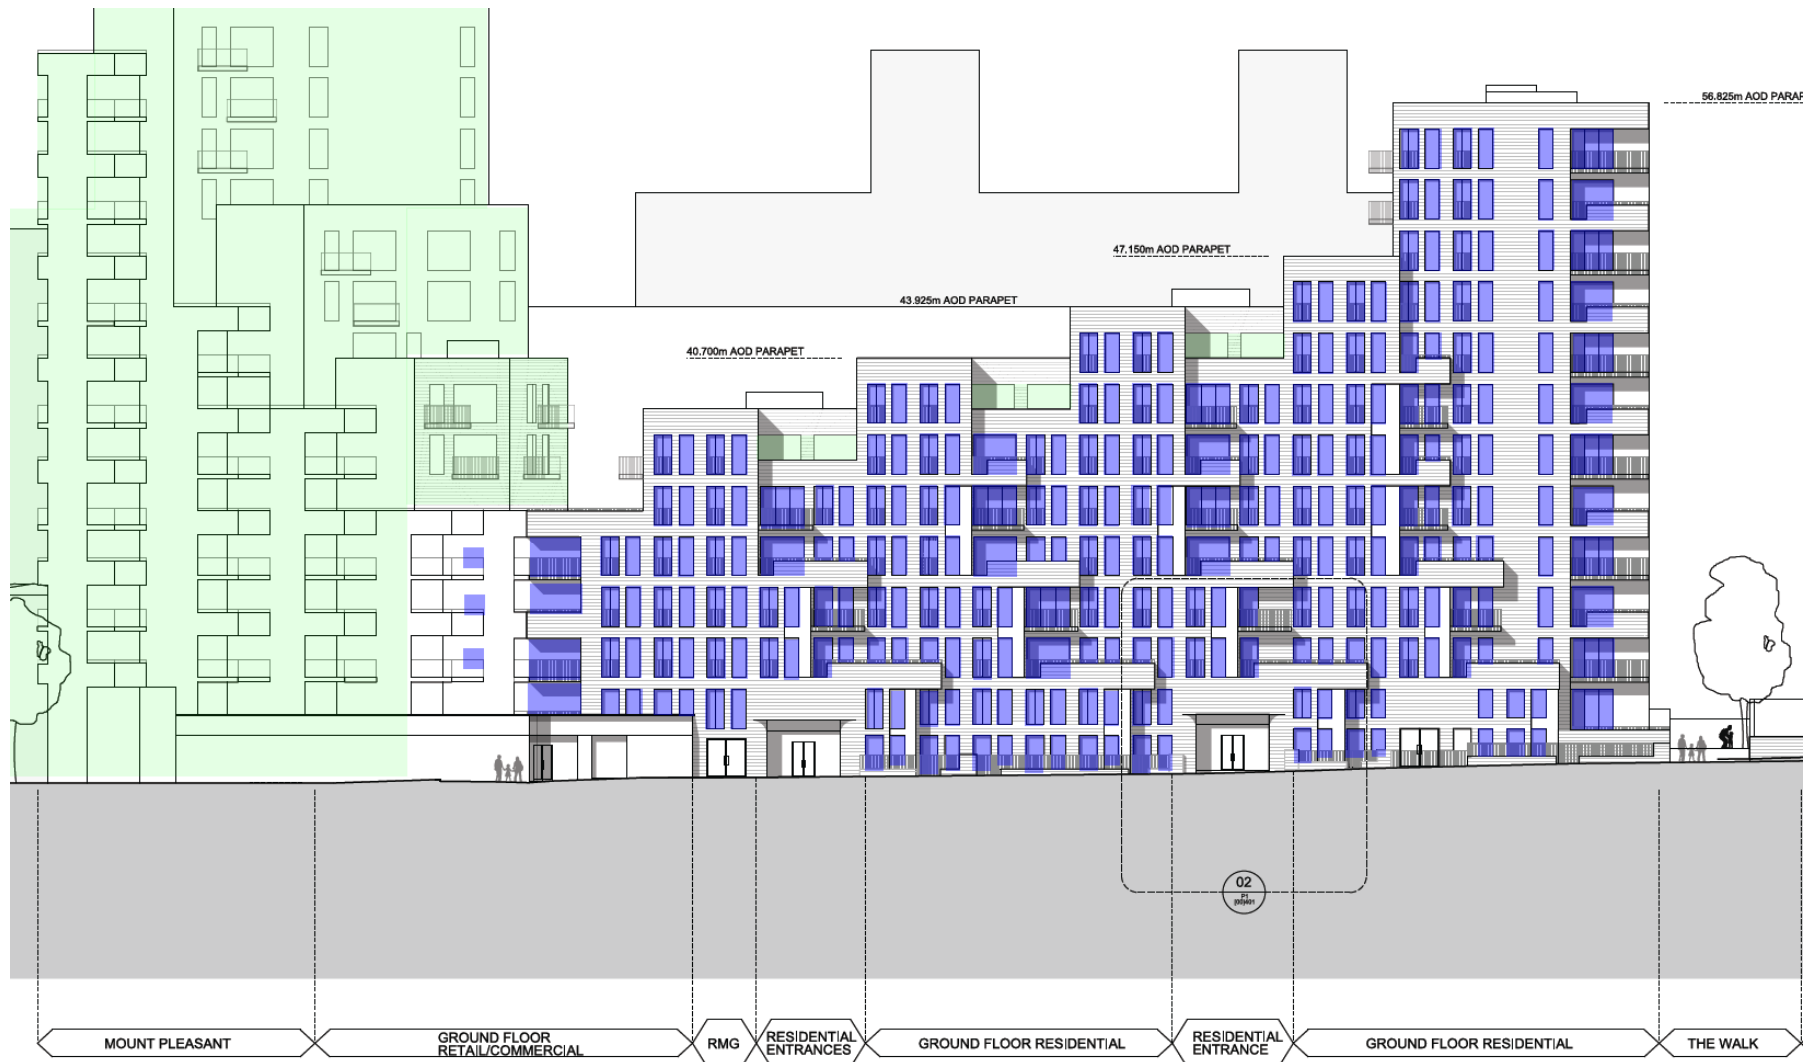 56.825m AOD PARAP
47.150m AOD PARAPET
43.925m AOD PARAPET
40.700m AOD PARAPET
02
P1
MOUNT PLEASANT
GROUND FLOOR
RETAIL/COMMERCIAL
RMG
RESIDENTIAL
ENTRANCES
GROUND FLOOR RESIDENTIAL
RESIDENTIAL
ENTRANCE
GROUND FLOOR RESIDENTIAL
THE WALK